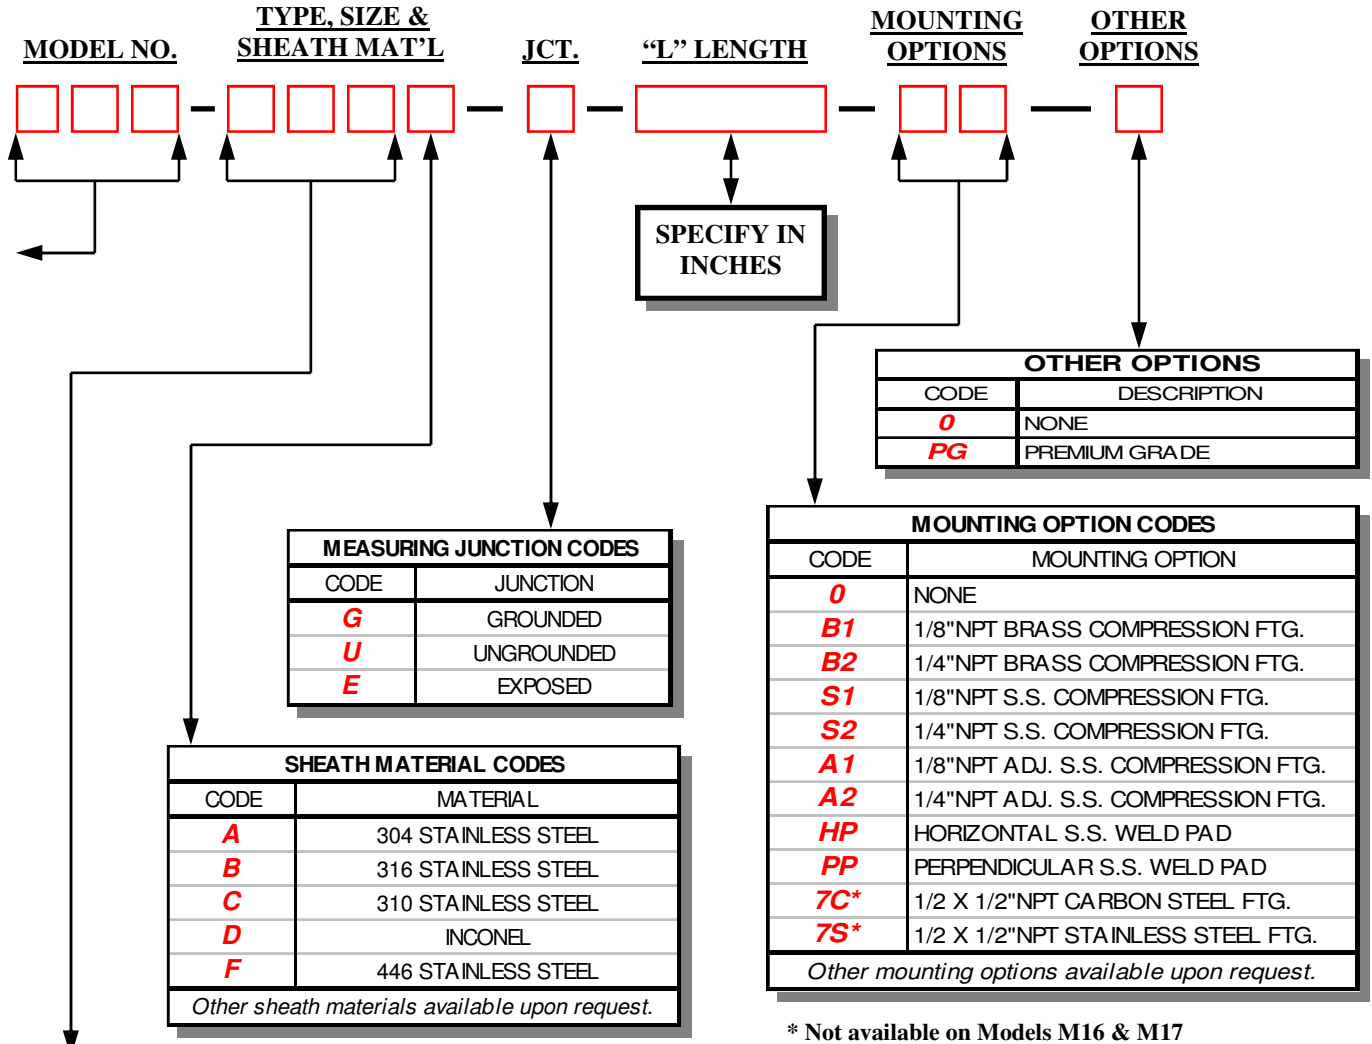 MODEL NO.
TYPE, SIZE &
SHEATH MAT'L
JCT.
“L” LENGTH
MOUNTING
OPTIONS
OTHER
OPTIONS
SPECIFY IN
INCHES
OTHER OPTIONS
CODE DESCRIPTION
0 NONE
PG PREMIUM GRADE
MEASURING JUNCTION CODES
CODE JUNCTION
G GROUNDED
U UNGROUNDED
E EXPOSED
MOUNTING OPTION CODES
CODE MOUNTING OPTION
0 NONE
B1 1/8"NPT BRASS COMPRESSION FTG.
B2 1/4"NPT BRASS COMPRESSION FTG.
S1 1/8"NPT S.S. COMPRESSION FTG.
S2 1/4"NPT S.S. COMPRESSION FTG.
A1 1/8"NPT ADJ. S.S. COMPRESSION FTG.
A2 1/4"NPT ADJ. S.S. COMPRESSION FTG.
HP HORIZONTAL S.S. WELD PAD
PP PERPENDICULAR S.S. WELD PAD
7C* 1/2 X 1/2"NPT CARBON STEEL FTG.
7S* 1/2 X 1/2"NPT STAINLESS STEEL FTG.
Other mounting options available upon request.
SHEATH MATERIAL CODES
CODE MATERIAL
A 304 STAINLESS STEEL
B 316 STAINLESS STEEL
C 310 STAINLESS STEEL
D INCONEL
F 446 STAINLESS STEEL
Other sheath materials available upon request.
* Not available on Models M16 & M17